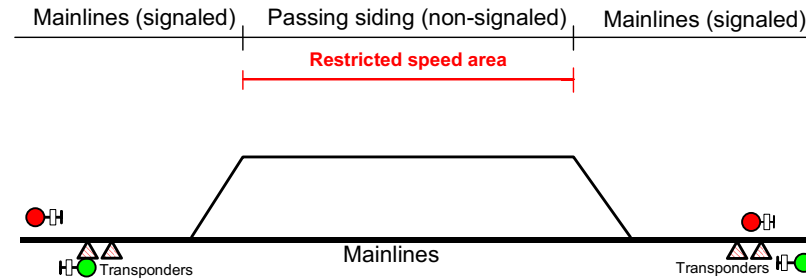 Mainlines (signaled)
Passing siding (non-signaled)
Mainlines (signaled)
Restricted speed area
Mainlines
Transponders
Transponders